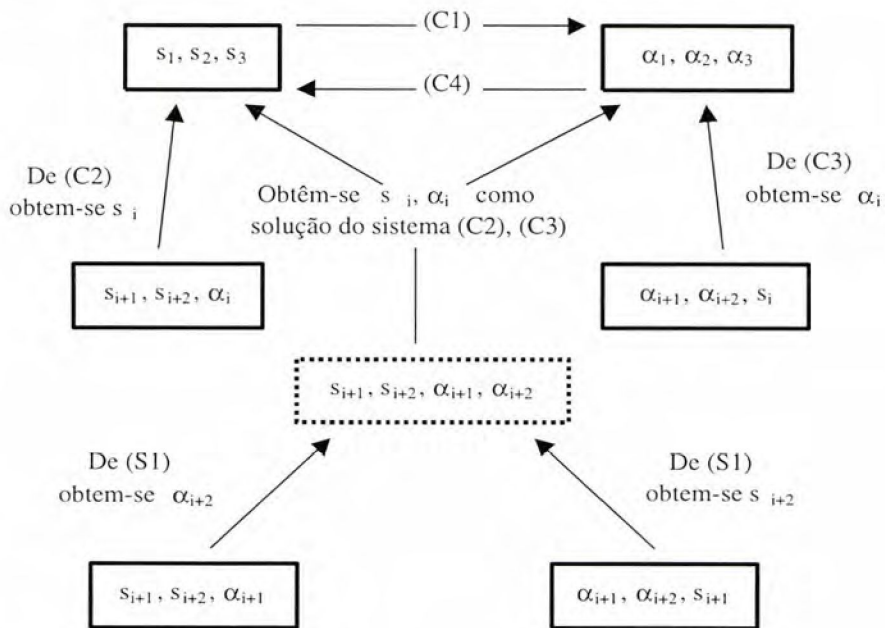 (C1)
s₁, s₂, s₃
α₁, α₂, α₃
(C4)
De (C2)
obtem-se s ᵢ
Obtêm-se s ᵢ, αᵢ como
solução do sistema (C2), (C3)
De (C3)
obtem-se αᵢ
sᵢ₊₁, sᵢ₊₂, αᵢ
αᵢ₊₁, αᵢ₊₂, sᵢ
sᵢ₊₁, sᵢ₊₂, αᵢ₊₁, αᵢ₊₂
De (S1)
obtem-se αᵢ₊₂
De (S1)
obtem-se s ᵢ₊₂
sᵢ₊₁, sᵢ₊₂, αᵢ₊₁
αᵢ₊₁, αᵢ₊₂, sᵢ₊₁